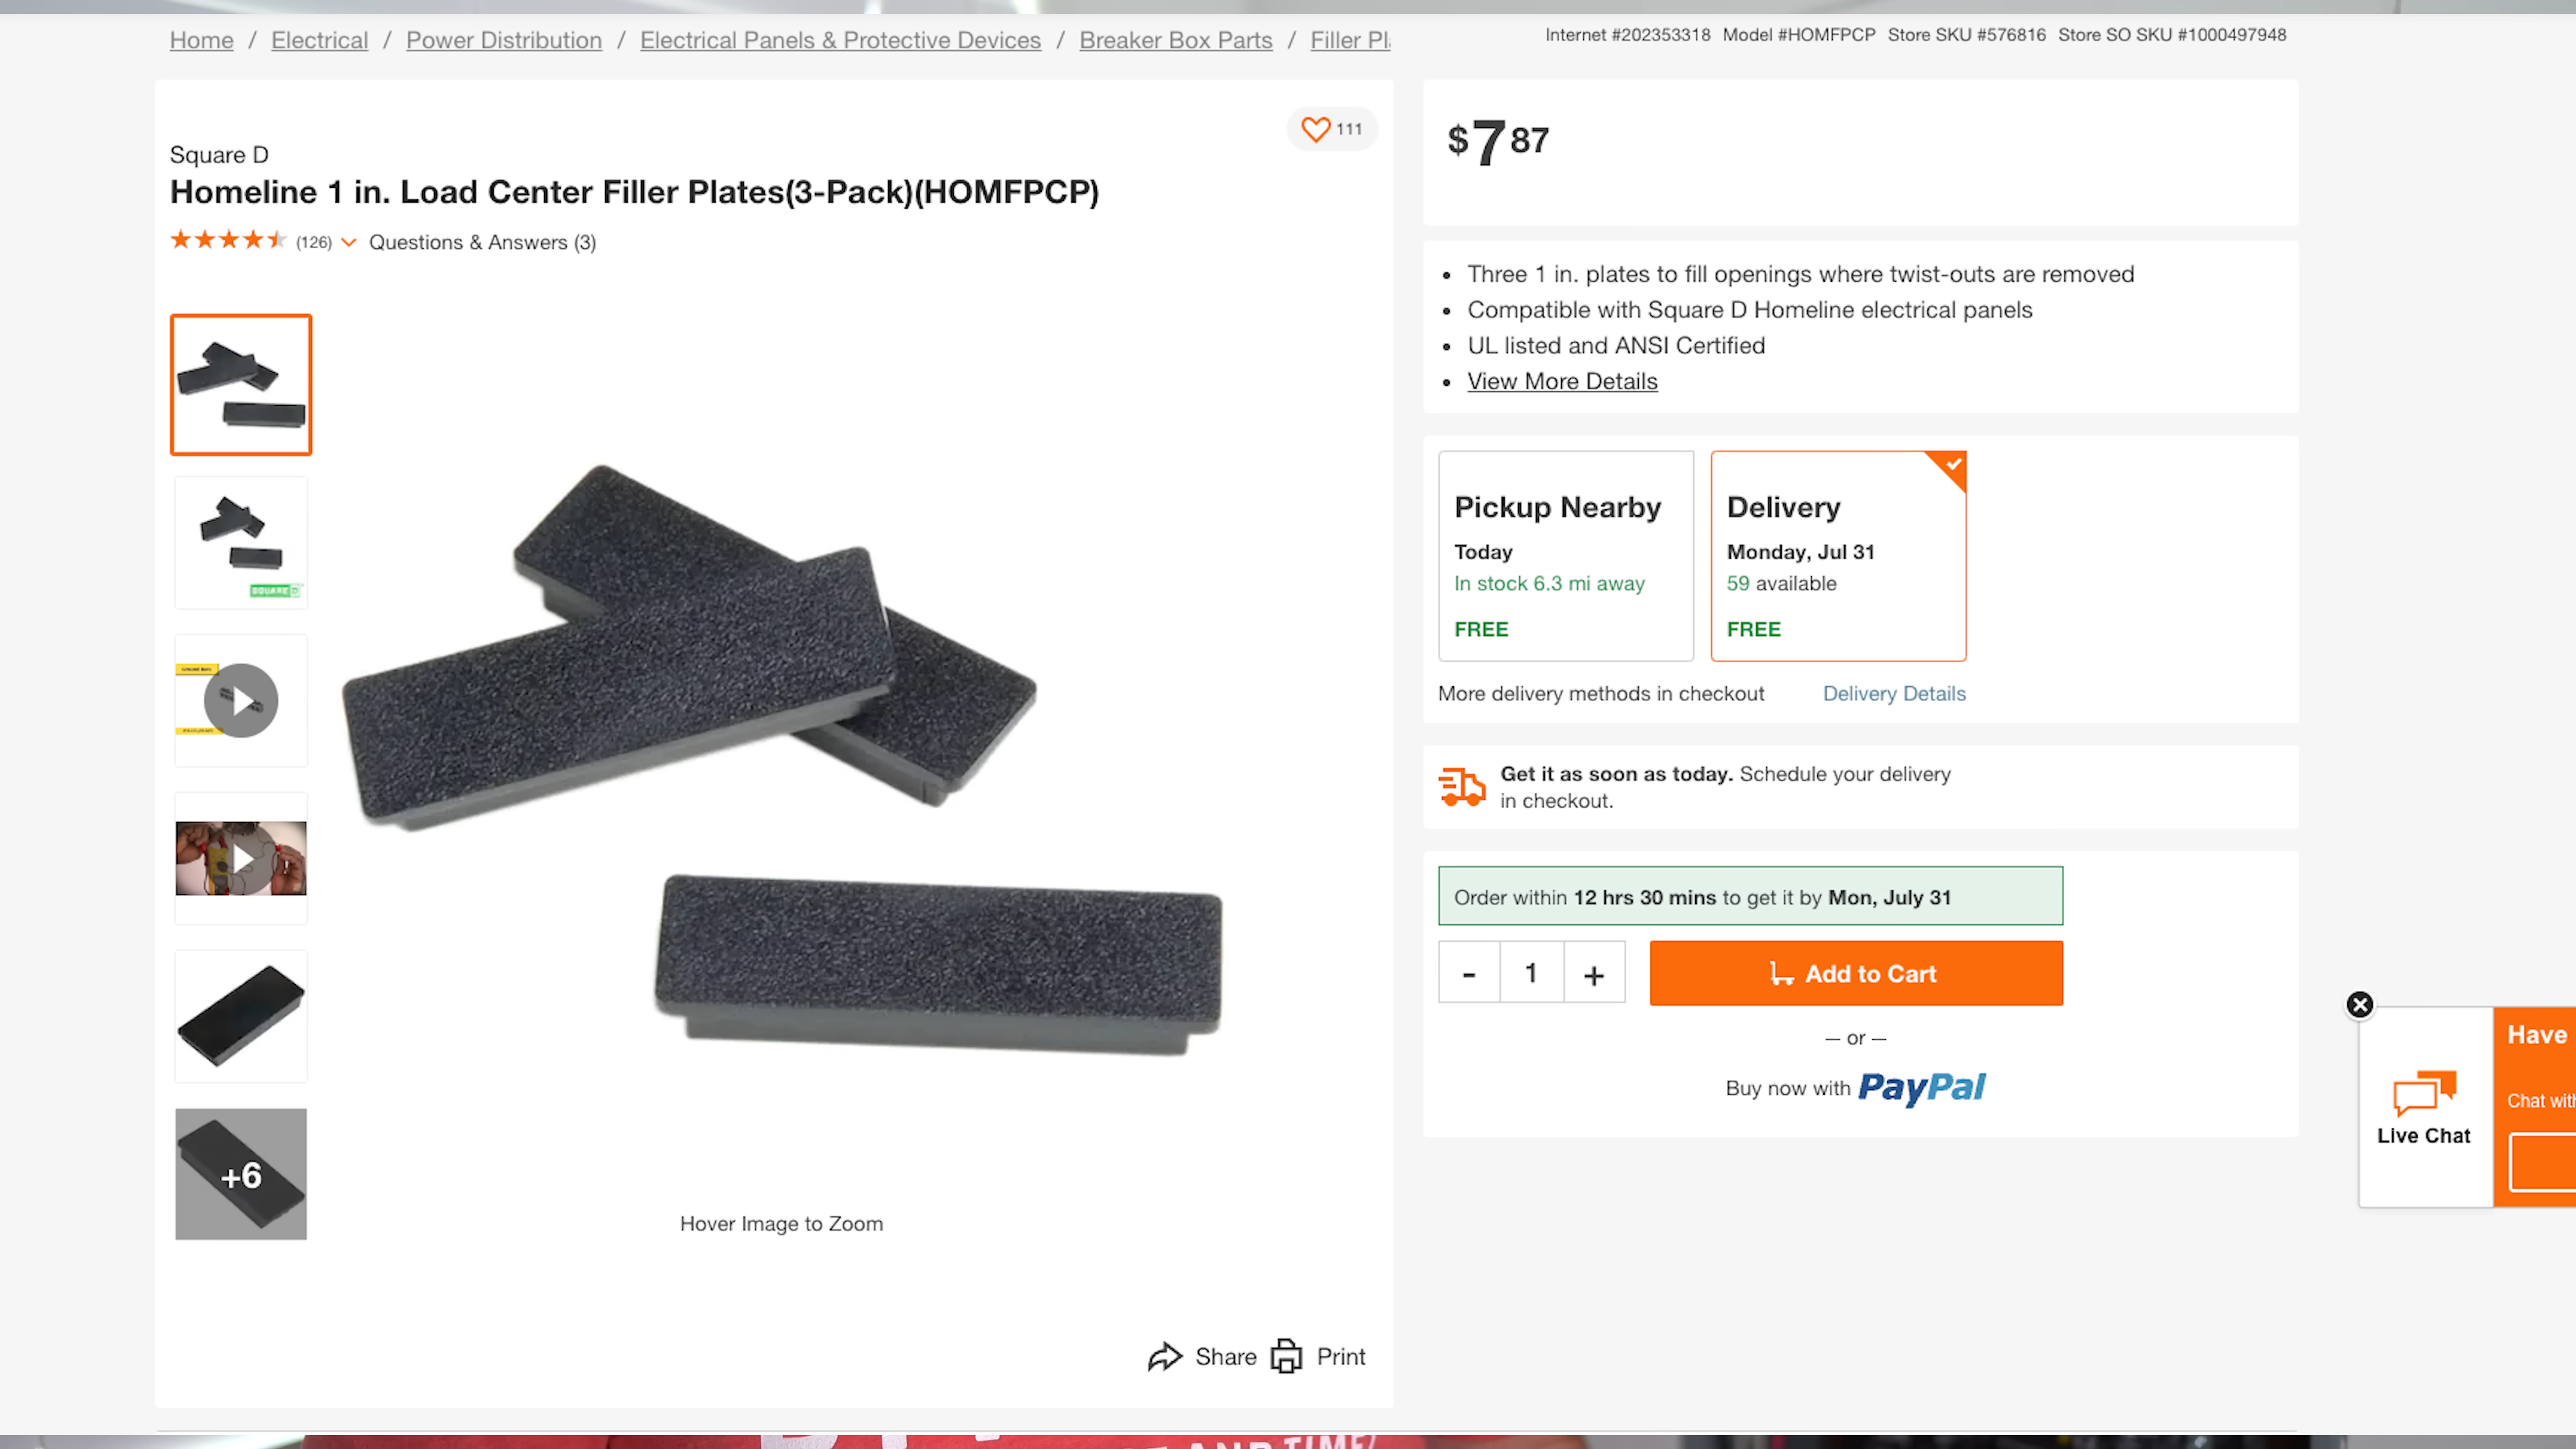 Home / Electrical / Power Distribution / Electrical Panels & Protective Devices / Breaker Box Parts / Filler Pl
Internet #202353318 Model #HOMFPCP Store SKU #576816 Store SO SKU #1000497948
111
Square D
Homeline 1 in. Load Center Filler Plates(3-Pack)(HOMFPCP)
(126) Questions & Answers (3)
SQUARE D
+6
Hover Image to Zoom
Share Print
$7 87
• Three 1 in. plates to fill openings where twist-outs are removed
• Compatible with Square D Homeline electrical panels
• UL listed and ANSI Certified
• View More Details
Pickup Nearby
Today
In stock 6.3 mi away
FREE
Delivery
Monday, Jul 31
59 available
FREE
More delivery methods in checkout
Delivery Details
Get it as soon as today. Schedule your delivery
in checkout.
Order within 12 hrs 30 mins to get it by Mon, July 31
- 1 +
Add to Cart
— or —
Buy now with PayPal
Live Chat
Have
Chat with
AND TIME